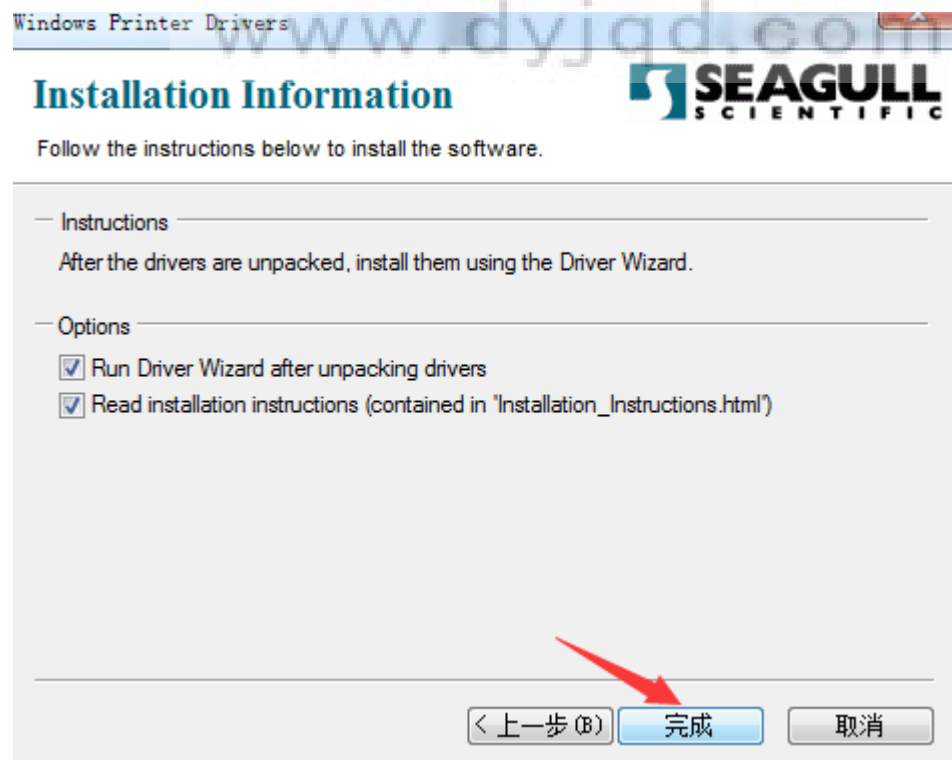 Windows Printer Drivers
www.dyjqd.com
Installation Information
SEAGULL
SCIENTIFIC
Follow the instructions below to install the software.
Instructions
After the drivers are unpacked, install them using the Driver Wizard.
Options
Run Driver Wizard after unpacking drivers
Read installation instructions (contained in 'Installation_Instructions.html')
< 上一步(B)
完成
取消